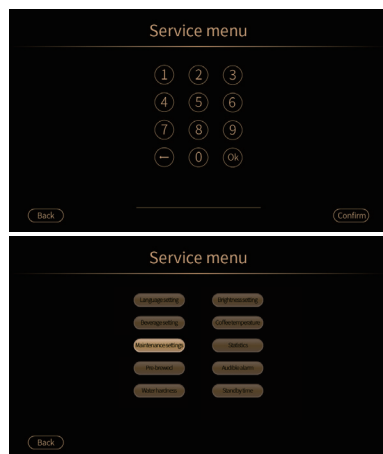 Service menu
1 2 3
4 5 6
7 8 9
← 0 Ok
Back Confirm
Service menu
Language setting Brightness setting
Beverage setting Coffee temperature
Maintenance settings Statistics
Pre-brewed Audible alarm
Water hardness Standby time
Back